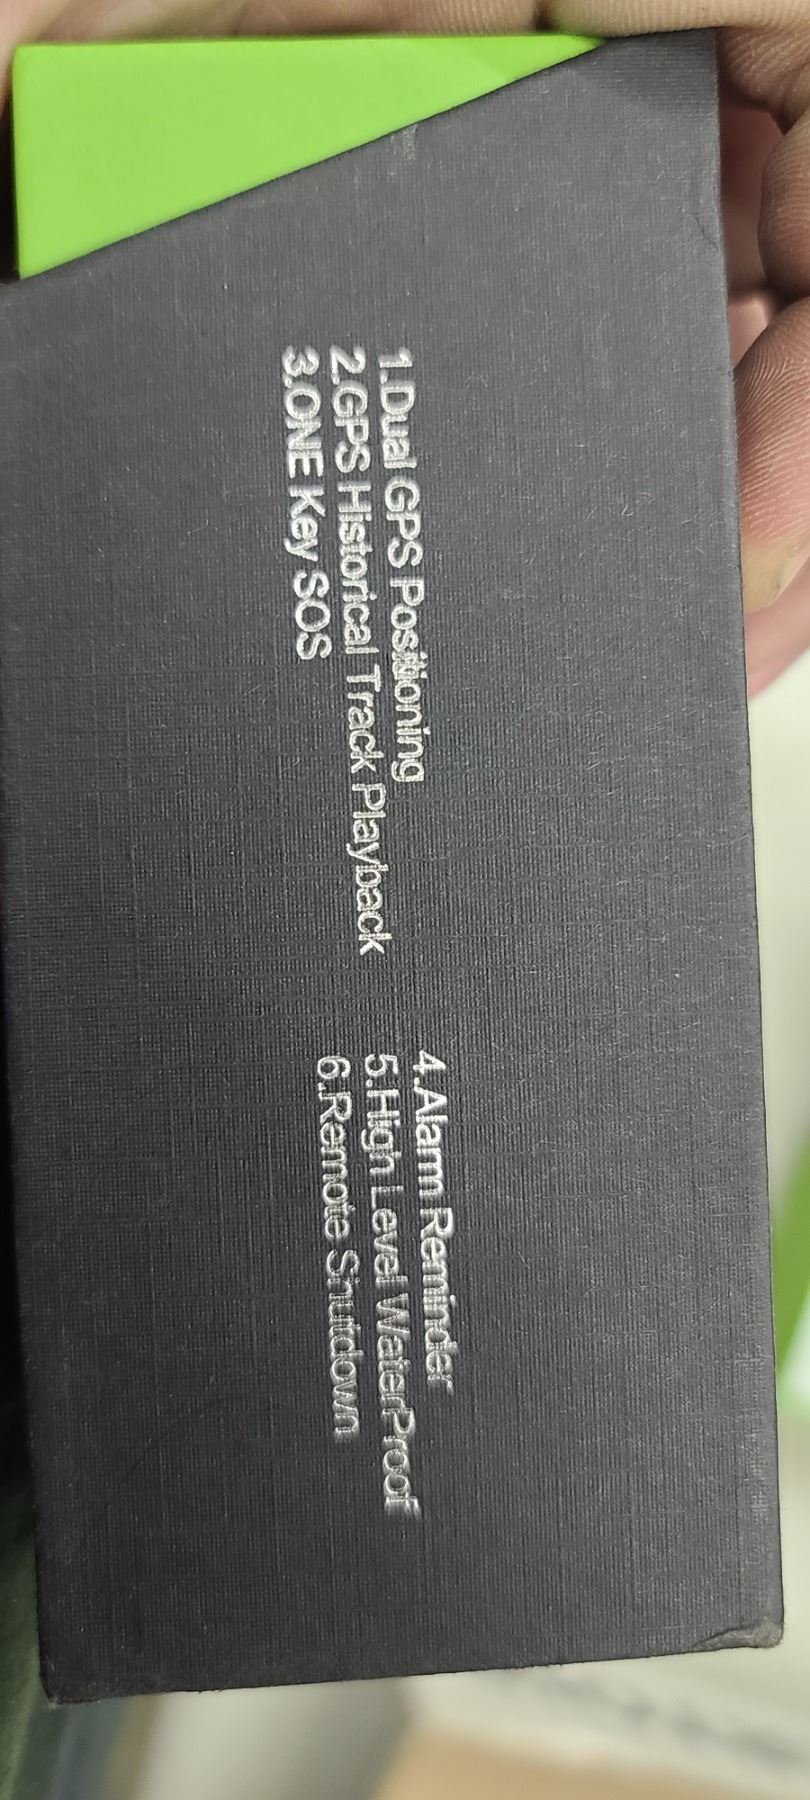 1.Dual GPS Positioning
2.GPS Historical Track Playback
3.ONE Key SOS
4.Alarm Reminder
5.High Level WaterProof
6.Remote Shutdown